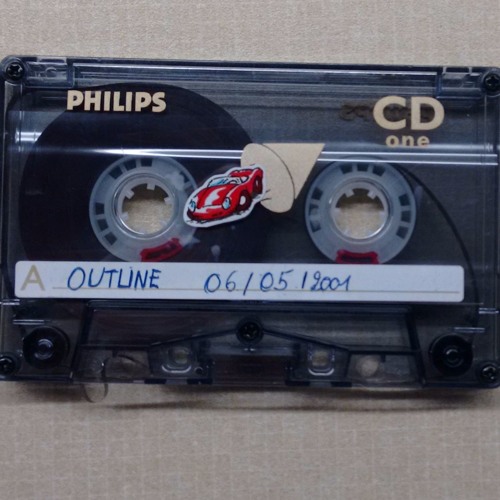 PHILIPS
CD
one
A OUTLINE 06/05/2001